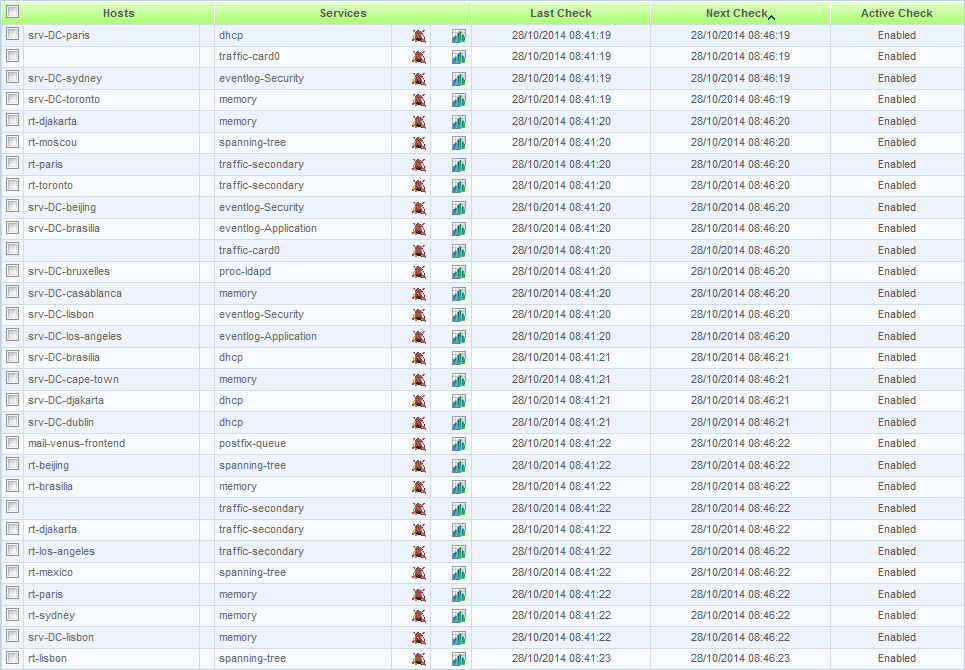 Hosts Services Last Check Next Check Active Check
srv-DC-paris dhcp 28/10/2014 08:41:19 28/10/2014 08:46:19 Enabled
traffic-card0 28/10/2014 08:41:19 28/10/2014 08:46:19 Enabled
srv-DC-sydney eventlog-Security 28/10/2014 08:41:19 28/10/2014 08:46:19 Enabled
srv-DC-toronto memory 28/10/2014 08:41:19 28/10/2014 08:46:19 Enabled
rt-djakarta memory 28/10/2014 08:41:20 28/10/2014 08:46:20 Enabled
rt-moscou spanning-tree 28/10/2014 08:41:20 28/10/2014 08:46:20 Enabled
rt-paris traffic-secondary 28/10/2014 08:41:20 28/10/2014 08:46:20 Enabled
rt-toronto traffic-secondary 28/10/2014 08:41:20 28/10/2014 08:46:20 Enabled
srv-DC-beijing eventlog-Security 28/10/2014 08:41:20 28/10/2014 08:46:20 Enabled
srv-DC-brasilia eventlog-Application 28/10/2014 08:41:20 28/10/2014 08:46:20 Enabled
traffic-card0 28/10/2014 08:41:20 28/10/2014 08:46:20 Enabled
srv-DC-bruxelles proc-ldapd 28/10/2014 08:41:20 28/10/2014 08:46:20 Enabled
srv-DC-casablanca memory 28/10/2014 08:41:20 28/10/2014 08:46:20 Enabled
srv-DC-lisbon eventlog-Security 28/10/2014 08:41:20 28/10/2014 08:46:20 Enabled
srv-DC-los-angeles eventlog-Application 28/10/2014 08:41:20 28/10/2014 08:46:20 Enabled
srv-DC-brasilia dhcp 28/10/2014 08:41:21 28/10/2014 08:46:21 Enabled
srv-DC-cape-town memory 28/10/2014 08:41:21 28/10/2014 08:46:21 Enabled
srv-DC-djakarta dhcp 28/10/2014 08:41:21 28/10/2014 08:46:21 Enabled
srv-DC-dublin dhcp 28/10/2014 08:41:21 28/10/2014 08:46:21 Enabled
mail-venus-frontend postfix-queue 28/10/2014 08:41:22 28/10/2014 08:46:22 Enabled
rt-beijing spanning-tree 28/10/2014 08:41:22 28/10/2014 08:46:22 Enabled
rt-brasilia memory 28/10/2014 08:41:22 28/10/2014 08:46:22 Enabled
traffic-secondary 28/10/2014 08:41:22 28/10/2014 08:46:22 Enabled
rt-djakarta traffic-secondary 28/10/2014 08:41:22 28/10/2014 08:46:22 Enabled
rt-los-angeles traffic-secondary 28/10/2014 08:41:22 28/10/2014 08:46:22 Enabled
rt-mexico spanning-tree 28/10/2014 08:41:22 28/10/2014 08:46:22 Enabled
rt-paris memory 28/10/2014 08:41:22 28/10/2014 08:46:22 Enabled
rt-sydney memory 28/10/2014 08:41:22 28/10/2014 08:46:22 Enabled
srv-DC-lisbon memory 28/10/2014 08:41:22 28/10/2014 08:46:22 Enabled
rt-lisbon spanning-tree 28/10/2014 08:41:23 28/10/2014 08:46:23 Enabled